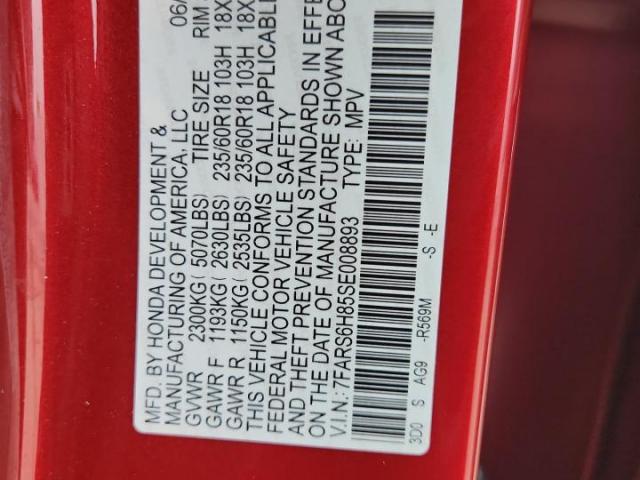 MFD. BY HONDA DEVELOPMENT & 06/
MANUFACTURING OF AMERICA, LLC
GVWR 2300KG( 5070LBS) TIRE SIZE RIM
GAWR F 1193KG( 2630LBS) 235/60R18 103H 18X
GAWR R 1150KG( 2535LBS) 235/60R18 103H 18X
THIS VEHICLE CONFORMS TO ALL APPLICABLE
FEDERAL MOTOR VEHICLE SAFETY
AND THEFT PREVENTION STANDARDS IN EFFE
ON THE DATE OF MANUFACTURE SHOWN ABO
V.I.N.: 7FARS6H85SE008893 TYPE: MPV
3D0 S AG9 -R569M -S -E